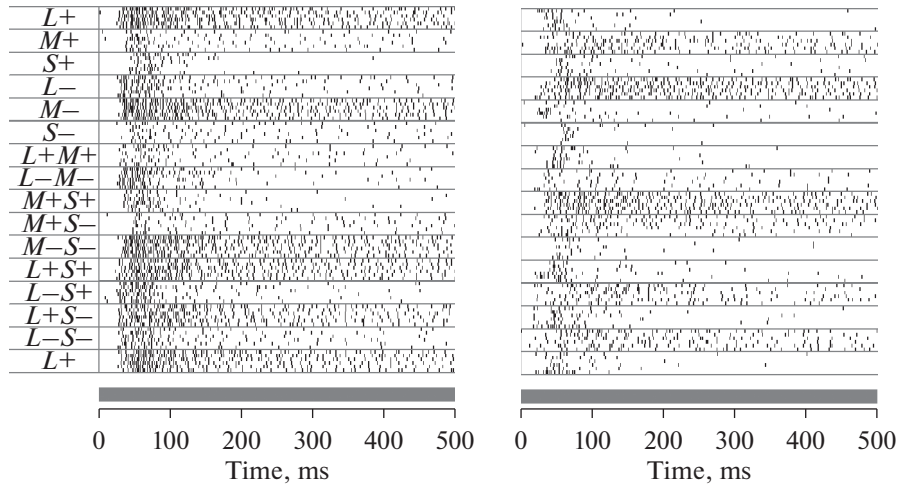 L+
M+
S+
L−
M−
S−
L+M+
L−M−
M+S+
M+S−
M−S−
L+S+
L−S+
L+S−
L−S−
L+
0 100 200 300 400 500
Time, ms
0 100 200 300 400 500
Time, ms